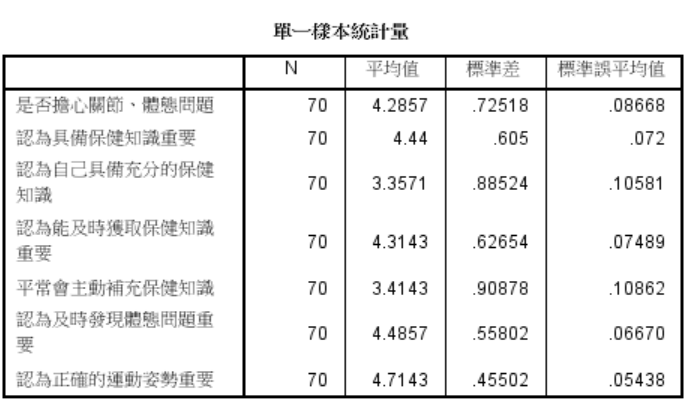 單一樣本統計量
N 平均值 標準差 標準誤平均值
是否擔心關節、體態問題 70 4.2857 .72518 .08668
認為具備保健知識重要 70 4.44 .605 .072
認為自己具備充分的保健
知識 70 3.3571 .88524 .10581
認為能及時獲取保健知識
重要 70 4.3143 .62654 .07489
平常會主動補充保健知識 70 3.4143 .90878 .10862
認為及時發現體態問題重
要 70 4.4857 .55802 .06670
認為正確的運動姿勢重要 70 4.7143 .45502 .05438